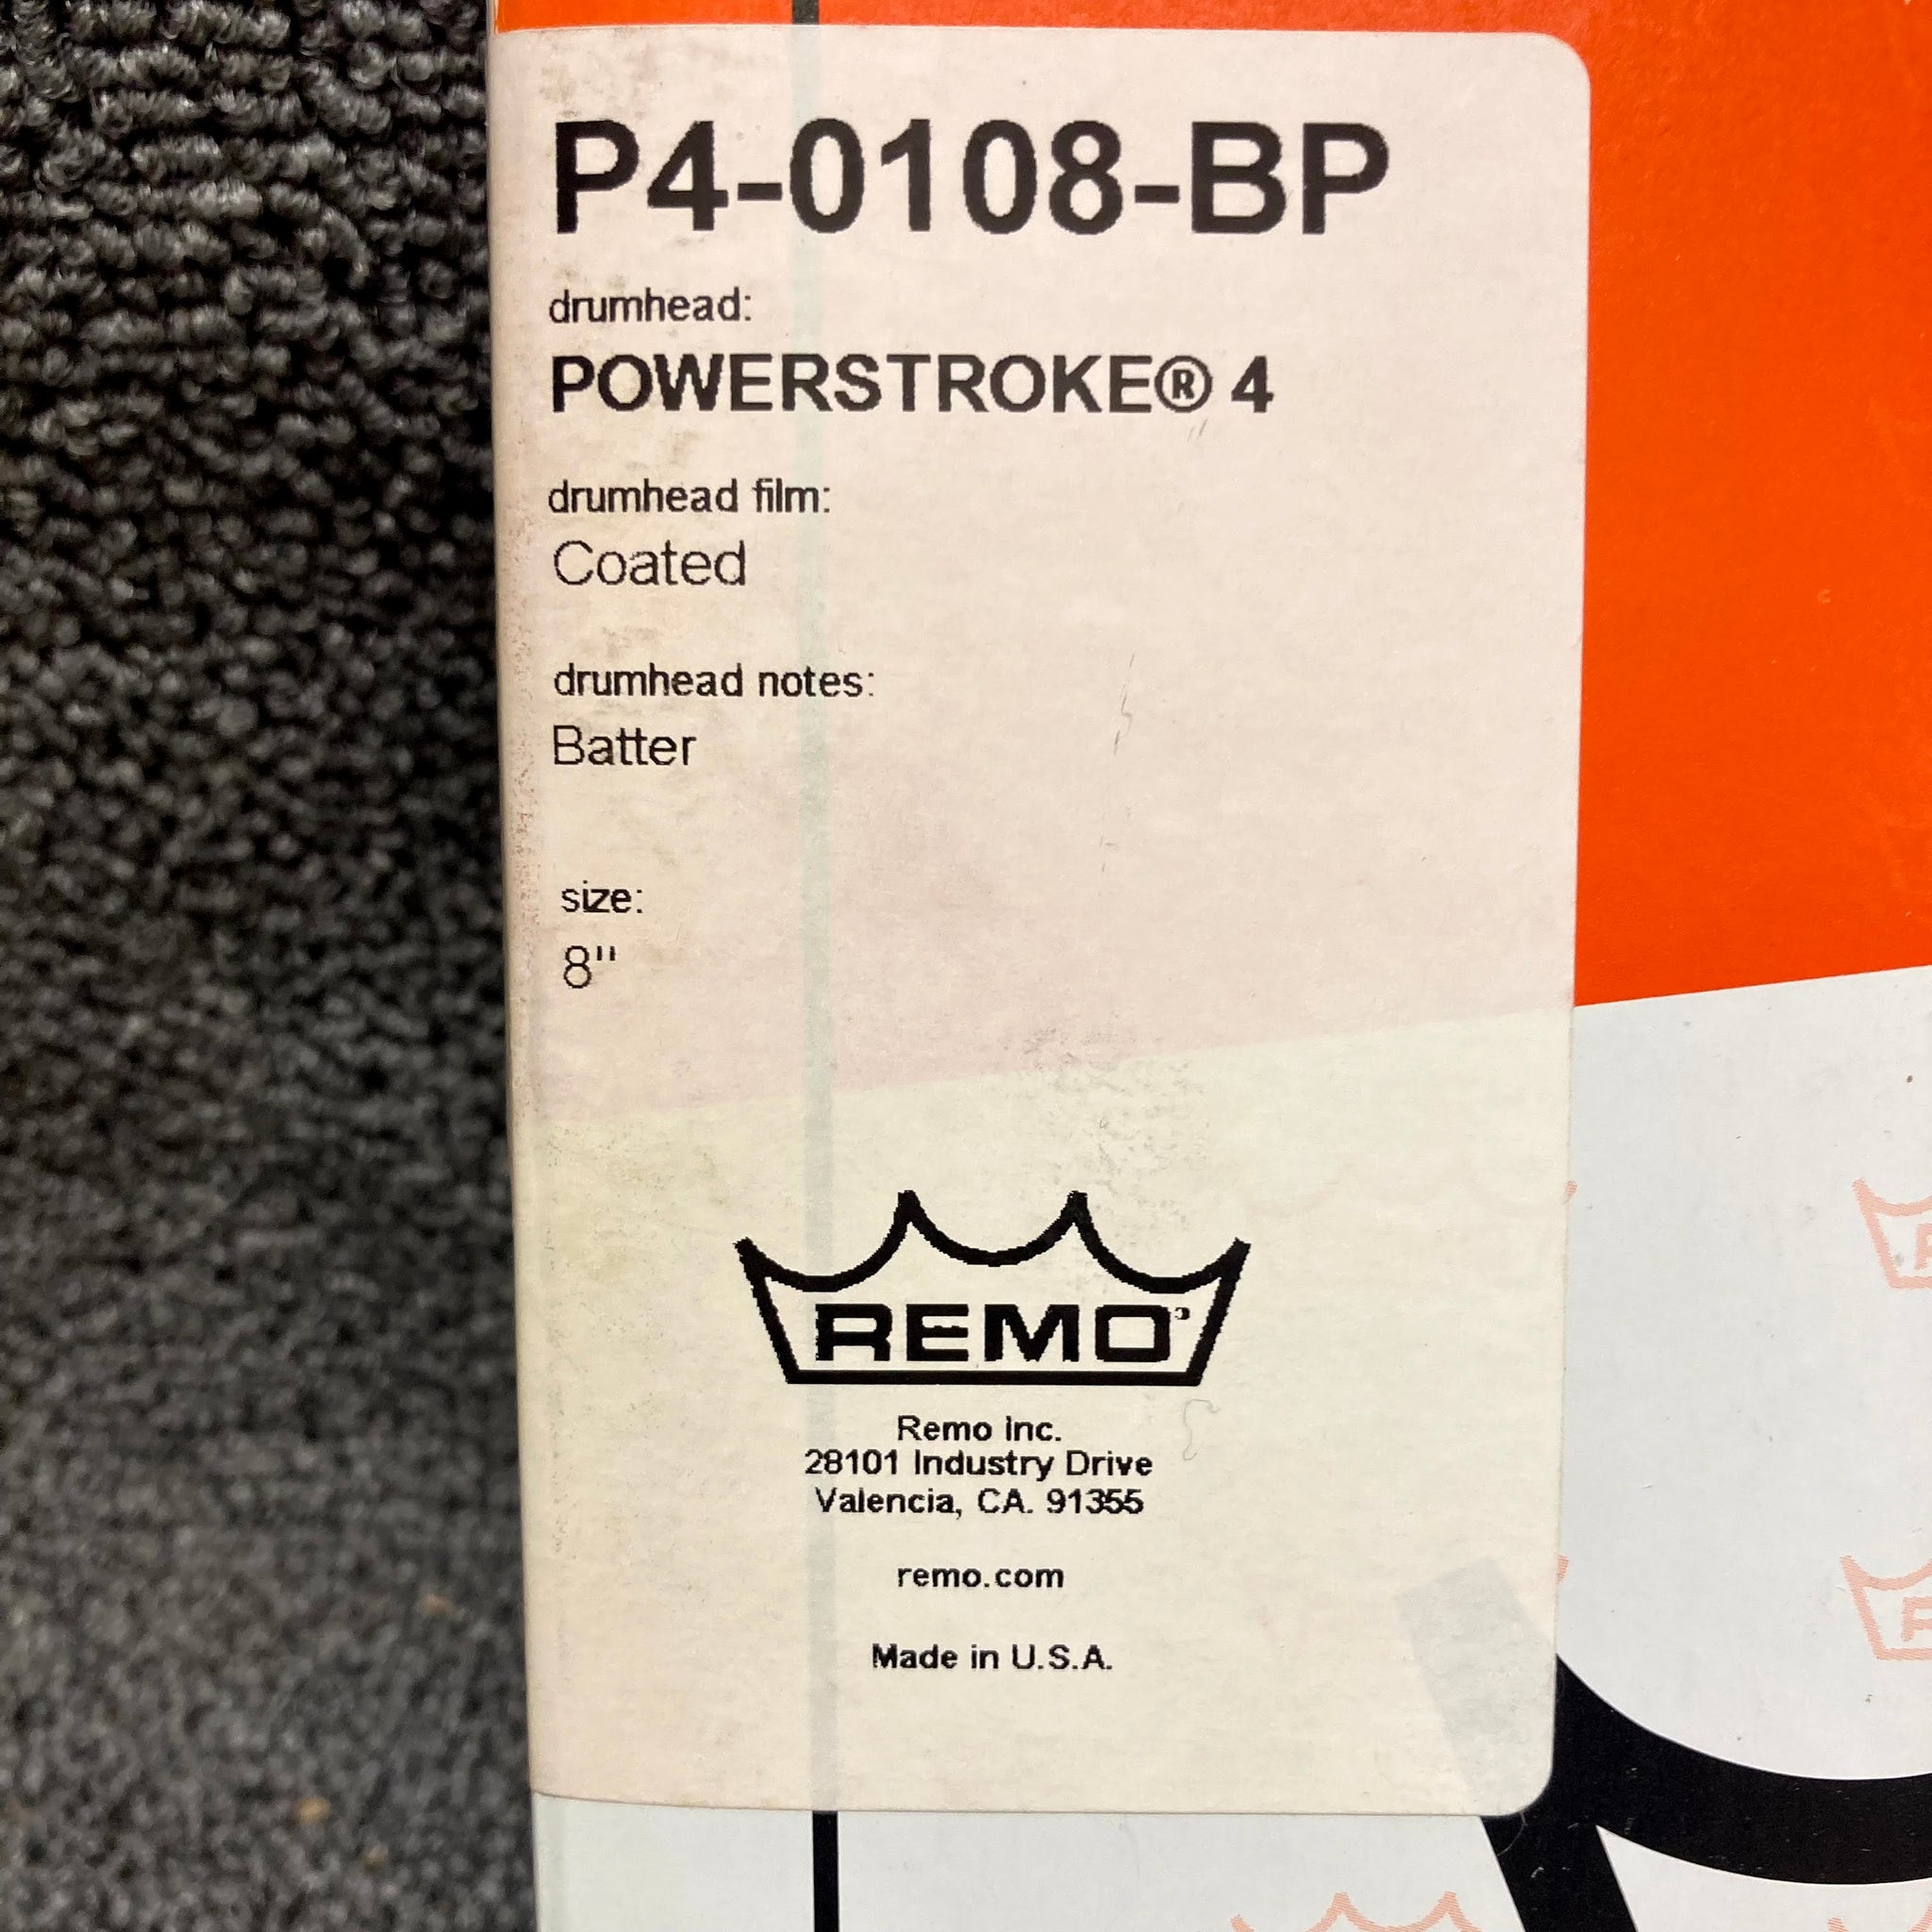 P4-0108-BP
drumhead:
POWERSTROKE® 4
drumhead film:
Coated
drumhead notes:
Batter
size:
8"
REMO
Remo Inc.
28101 Industry Drive
Valencia, CA. 91355
remo.com
Made in U.S.A.